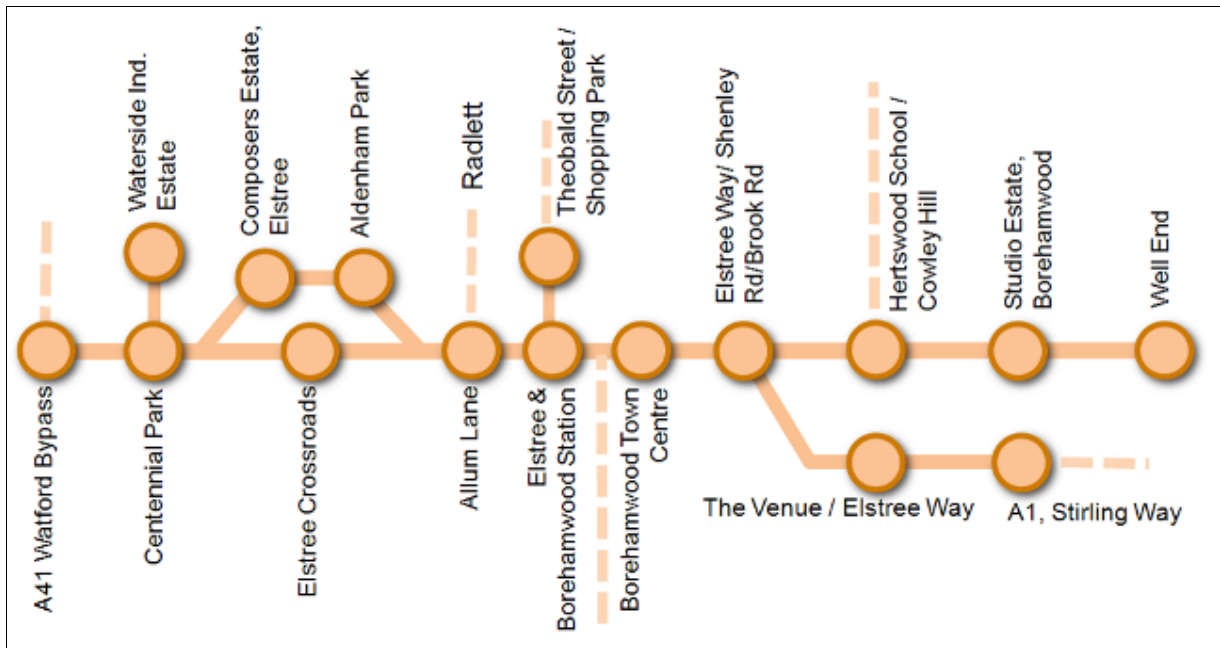 Waterside Ind.
Estate
Composers Estate,
Elstree
Aldenham Park
Radlett
Theobald Street /
Shopping Park
Elstree Way/ Shenley
Rd/Brook Rd
Hertswood School /
Cowley Hill
Studio Estate,
Borehamwood
Well End
A41 Watford Bypass
Centennial Park
Elstree Crossroads
Allum Lane
Elstree &
Borehamwood Station
Borehamwood Town
Centre
The Venue / Elstree Way
A1, Stirling Way